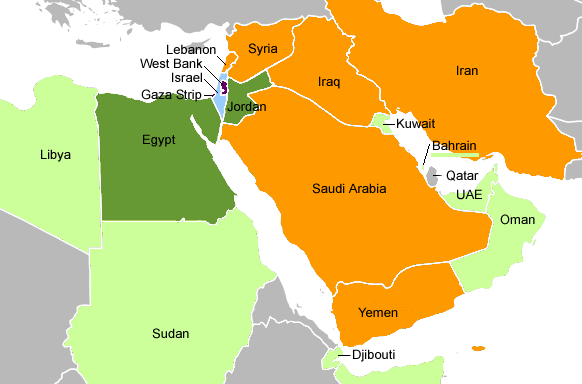 Lebanon
Syria
West Bank
Israel
Gaza Strip
Jordan
Iraq
Iran
Kuwait
Egypt
Bahrain
Libya
Qatar
Saudi Arabia
UAE
Oman
Yemen
Sudan
Djibouti